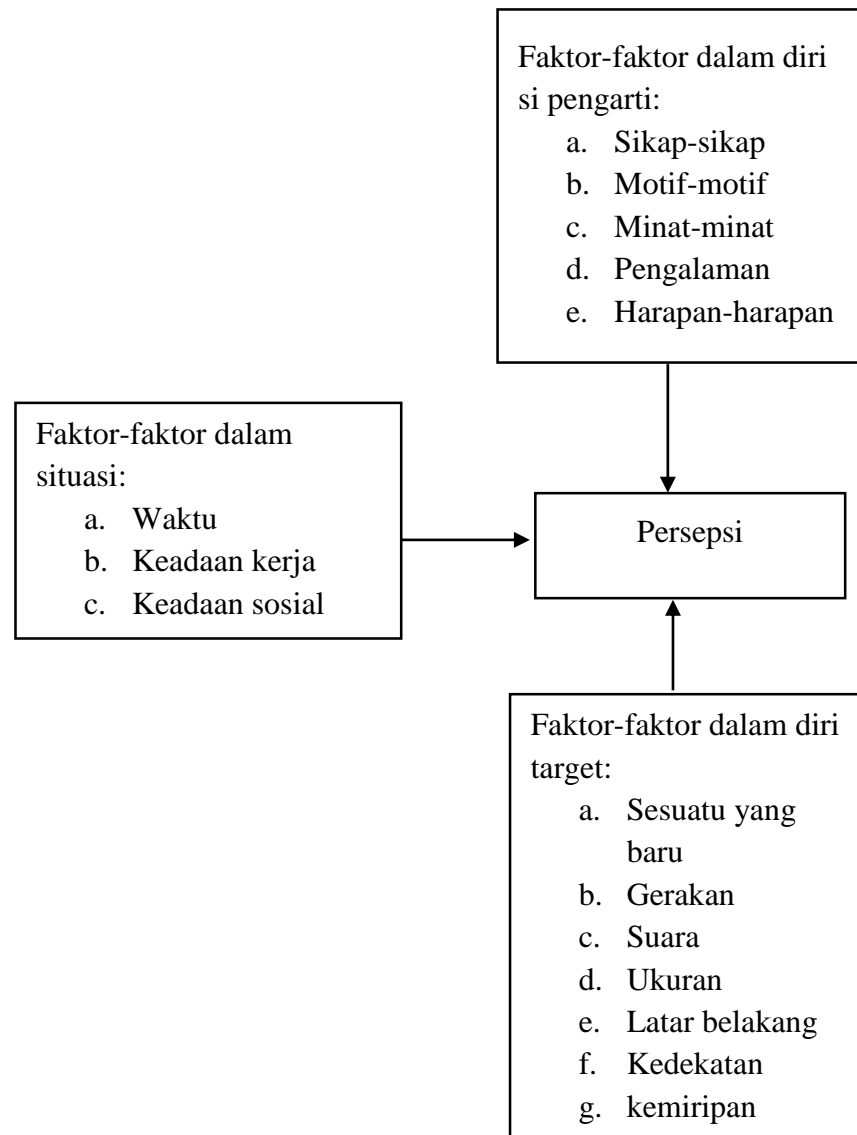 Faktor-faktor dalam diri
si pengarti:
a. Sikap-sikap
b. Motif-motif
c. Minat-minat
d. Pengalaman
e. Harapan-harapan
Faktor-faktor dalam
situasi:
a. Waktu
b. Keadaan kerja
c. Keadaan sosial
Persepsi
Faktor-faktor dalam diri
target:
a. Sesuatu yang
baru
b. Gerakan
c. Suara
d. Ukuran
e. Latar belakang
f. Kedekatan
g. kemiripan